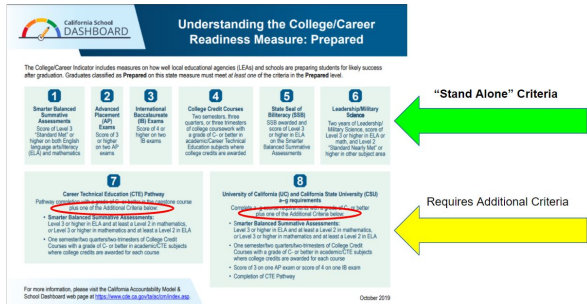 California School
DASHBOARD
Understanding the College/Career
Readiness Measure: Prepared
The College/Career Indicator includes measures on how well local educational agencies (LEAs) and schools are preparing students for likely success
after graduation. Graduates classified as Prepared on this state measure must meet at least one of the criteria in the Prepared level.
1
Smarter Balanced
Summative
Assessments
Score of Level 3
"Standard Met" or
higher on both English
language arts/literacy
(ELA) and mathematics
2
Advanced
Placement
(AP)
Exams
Score of 3
or higher
on two AP
exams
3
International
Baccalaureate
(IB) Exams
Score of 4 or
higher on two
IB exams
4
College Credit Courses
Two semesters, three
quarters, or three trimesters
of college coursework with
a grade of C- or better in
academic/Career Technical
Education subjects where
college credits are awarded
5
State Seal of
Biliteracy (SSB)
SSB awarded and
score of Level 3
or higher in ELA
on the Smarter
Balanced
Summative
Assessments
6
Leadership/Military
Science
Two years of Leadership/
Military Science, score of
Level 3 or higher in ELA or
math, and Level 2
"Standard Nearly Met" or
higher in other subject area
"Stand Alone" Criteria
7
Career Technical Education (CTE) Pathway
Pathway completion with a grade of C- or better in the capstone course
plus one of the Additional Criteria below:
• Smarter Balanced Summative Assessments:
Level 3 or higher in ELA and at least a Level 2 in mathematics,
or Level 3 or higher in mathematics and at least a Level 2 in ELA
• One semester/two quarters/two-trimesters of College Credit
Courses with a grade of C- or better in academic/CTE subjects
where college credits are awarded
8
University of California (UC) and California State University (CSU)
a–g requirements
Complete a–g course requirements with a grade of C- or better
plus one of the Additional Criteria below:
• Smarter Balanced Summative Assessments:
Level 3 or higher in ELA and at least a Level 2 in mathematics,
or Level 3 or higher in mathematics and at least a Level 2 in ELA
• One semester/two quarters/two-trimesters of College Credit
Courses with a grade of C- or better in academic/CTE subjects
where college credits are awarded for each course
• Score of 3 on one AP exam or score of 4 on one IB exam
• Completion of CTE Pathway
Requires Additional Criteria
For more information, please visit the California Accountability Model &
School Dashboard web page at https://www.cde.ca.gov/ta/ac/cm/index.asp.
October 2019